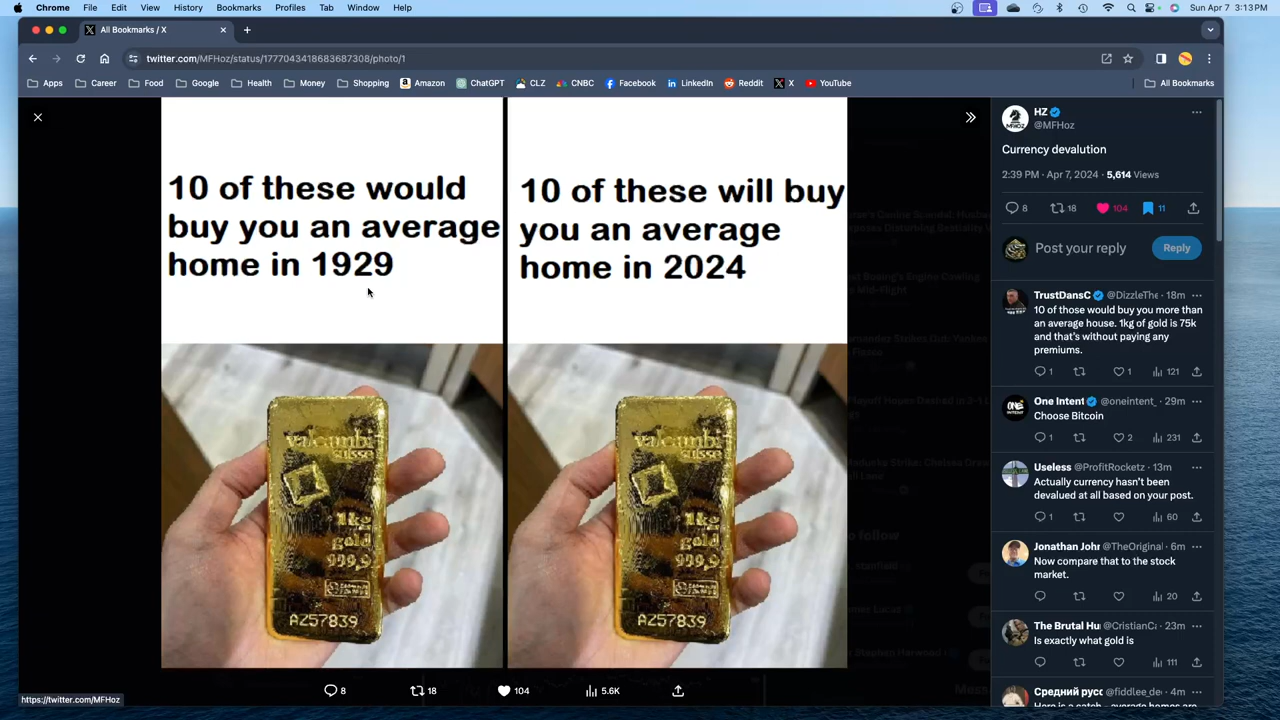 Chrome File Edit View History Bookmarks Profiles Tab Window Help Sun Apr 7 3:13 PM
All Bookmarks / X
twitter.com/MFHoz/status/1777043418683687308/photo/1
Apps Career Food Google Health Money Shopping Amazon ChatGPT CLZ CNBC Facebook LinkedIn Reddit X YouTube All Bookmarks
10 of these would
buy you an average
home in 1929
10 of these will buy
you an average
home in 2024
valcambi
suisse
1kg
gold
999,9
AZ57839
valcambi
suisse
1kg
gold
999,9
AZ57839
8 18 104 5.6K
https://twitter.com/MFHoz
HZ
@MFHoz
Currency devalution
2:39 PM · Apr 7, 2024 · 5,614 Views
8 18 104 11
Post your reply Reply
TrustDansC @DizzleThe · 18m
10 of those would buy you more than
an average house. 1kg of gold is 75k
and that's without paying any
premiums.
1 1 121
One Intent @oneintent_ · 29m
Choose Bitcoin
1 2 231
Useless @ProfitRocketz · 13m
Actually currency hasn't been
devalued at all based on your post.
1 60
Jonathan John @TheOriginal · 6m
Now compare that to the stock
market.
20
The Brutal Hu @CristianCa · 23m
Is exactly what gold is
111
Средний русс @fiddlee_de · 4m
Here is a catch - average homes are